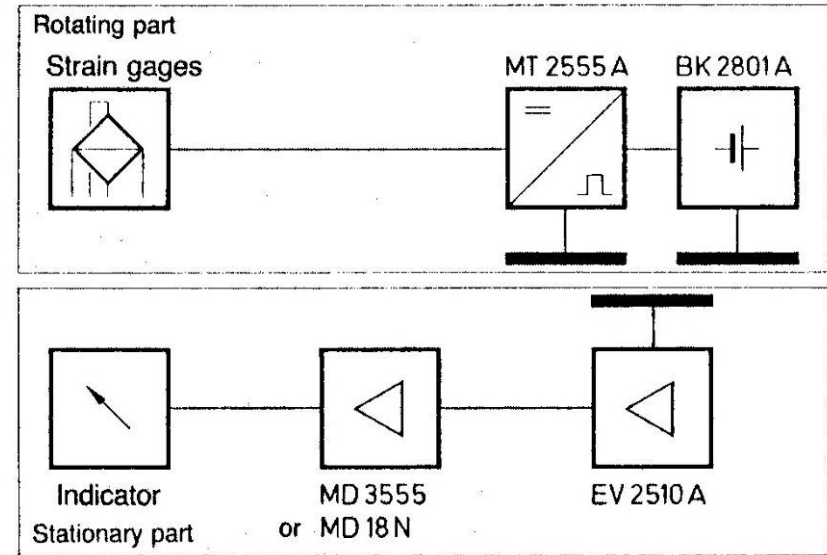 Rotating part
Strain gages
MT 2555 A
BK 2801 A
Indicator
MD 3555
EV 2510 A
Stationary part
or MD 18 N